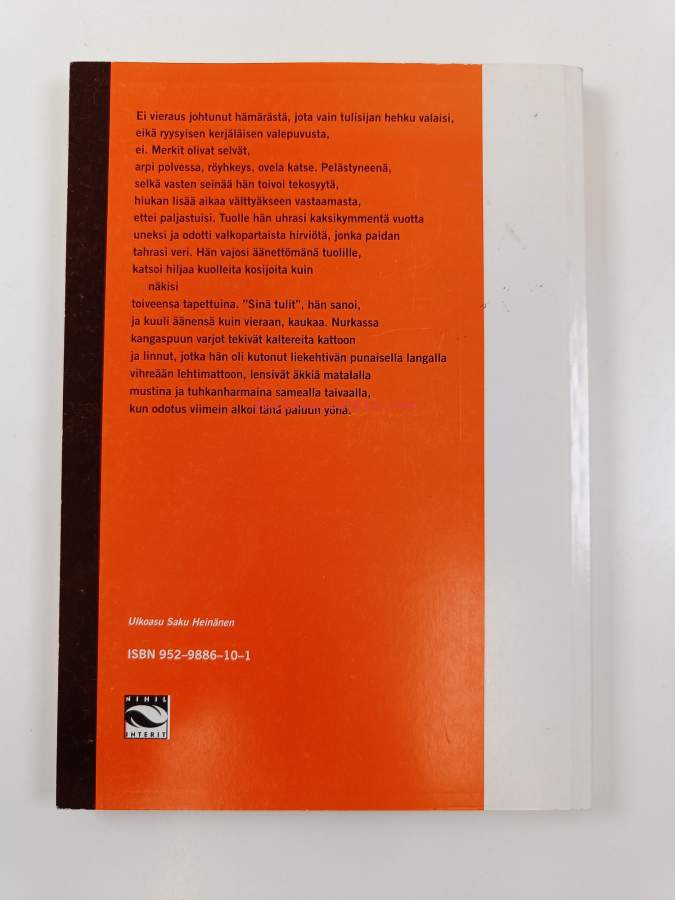 Ei vieraus johtunut hämärästä, jota vain tulisijan hehku valaisi,
eikä ryysyisen kerjäläisen valepuvusta,
ei. Merkit olivat selvät,
arpi polvessa, röyhkeys, ovela katse. Pelästyneenä,
selkä vasten seinää hän toivoi tekosyytä,
hiukan lisää aikaa välttyäkseen vastaamasta,
ettei paljastuisi. Tuolle hän uhrasi kaksikymmentä vuotta
uneksi ja odotti valkopartaista hirviötä, jonka paidan
tahrasi veri. Hän vajosi äänettömänä tuolille,
katsoi hiljaa kuolleita kosijoita kuin
näkisi
toiveensa tapettuina. "Sinä tulit", hän sanoi,
ja kuuli äänensä kuin vieraan, kaukaa. Nurkassa
kangaspuun varjot tekivät kaltereita kattoon
ja linnut, jotka hän oli kutonut liekehtivän punaisella langalla
vihreään lehtimattoon, lensivät äkkiä matalalla
mustina ja tuhkanharmaina samealla taivaalla,
kun odotus viimein alkoi tänä paluun yönä.
Ulkoasu Saku Heinänen
ISBN 952–9886–10–1
NIHIL
INTERIT